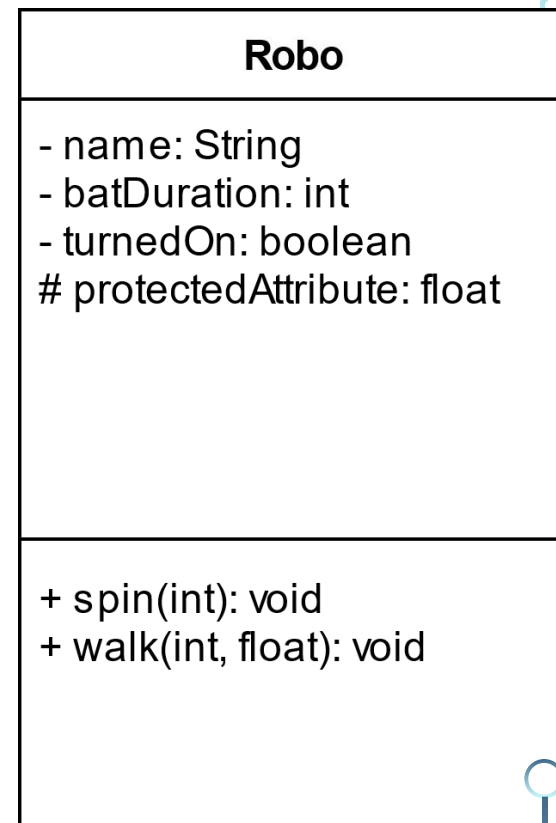 Robo
- name: String
- batDuration: int
- turnedOn: boolean
# protectedAttribute: float
+ spin(int): void
+ walk(int, float): void